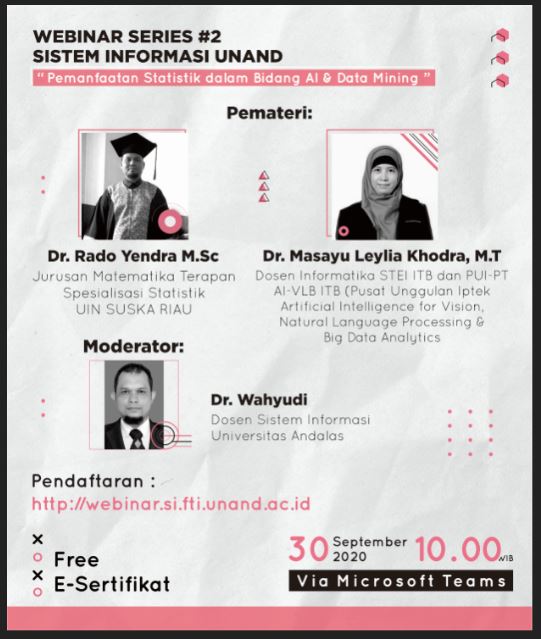 WEBINAR SERIES #2
SISTEM INFORMASI UNAND
“ Pemanfaatan Statistik dalam Bidang AI & Data Mining ”
Pemateri:
Dr. Rado Yendra M.Sc
Jurusan Matematika Terapan
Spesialisasi Statistik
UIN SUSKA RIAU
Dr. Masayu Leylia Khodra, M.T
Dosen Informatika STEI ITB dan PUI-PT
AI-VLB ITB (Pusat Unggulan Iptek
Artificial Intelligence for Vision,
Natural Language Processing &
Big Data Analytics
Moderator:
Dr. Wahyudi
Dosen Sistem Informasi
Universitas Andalas
Pendaftaran :
http://webinar.si.fti.unand.ac.id
Free
E-Sertifikat
30 September 2020 10.00 WIB
Via Microsoft Teams